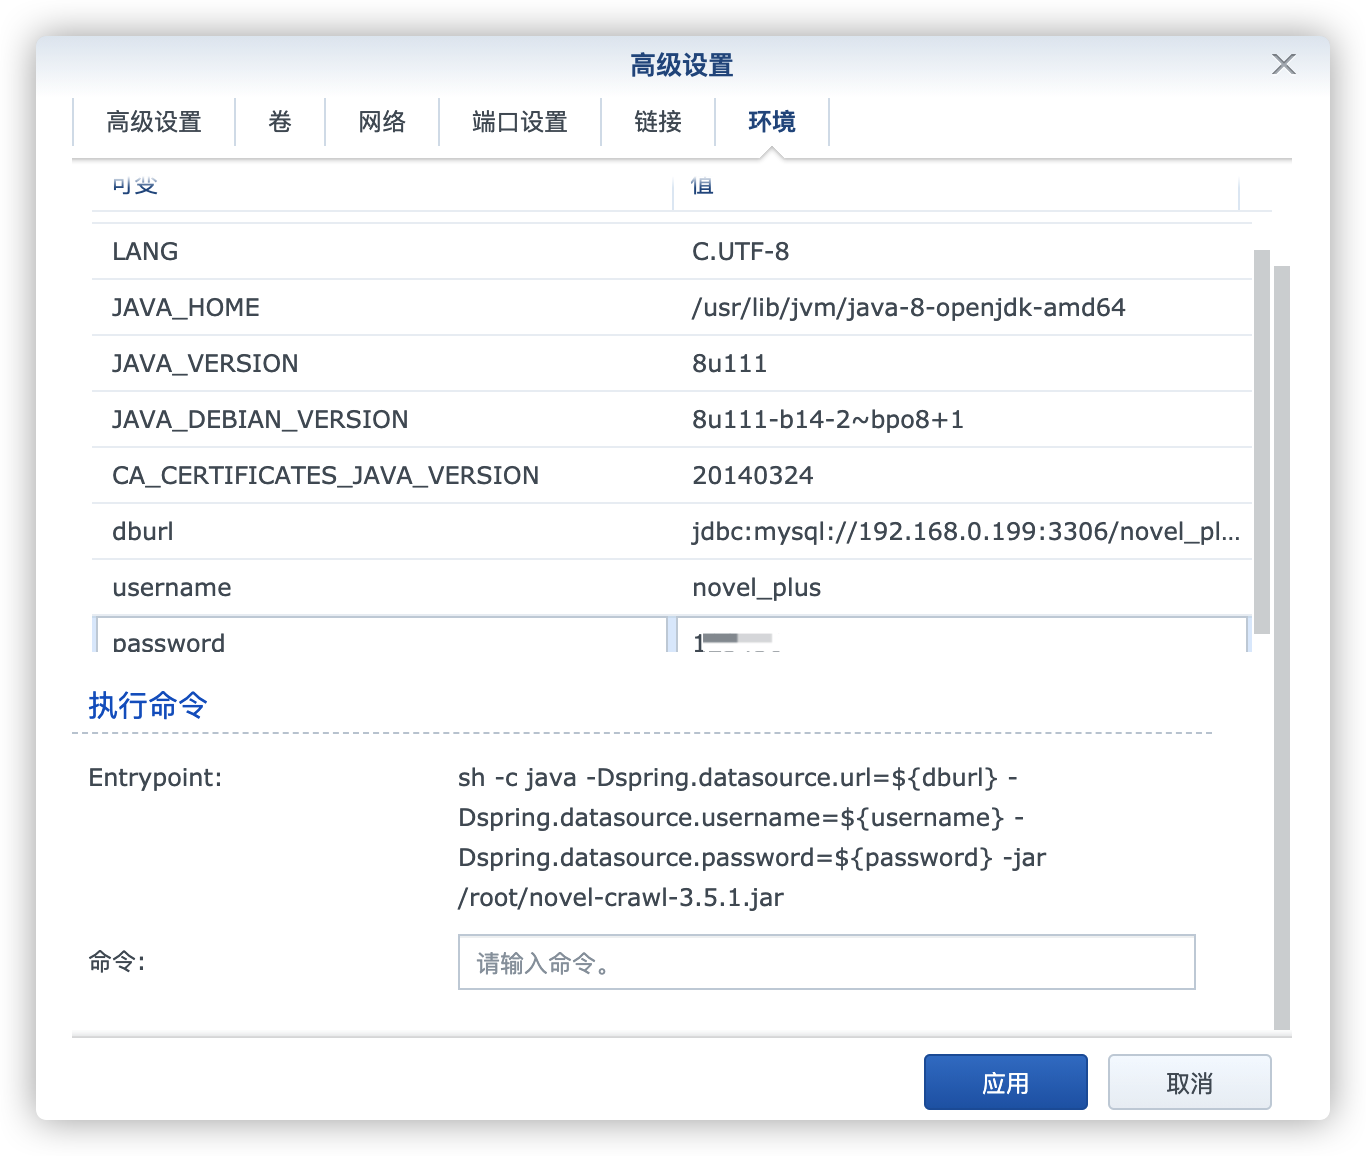 高级设置
高级设置 卷 网络 端口设置 链接 环境
可变 值
LANG C.UTF-8
JAVA_HOME /usr/lib/jvm/java-8-openjdk-amd64
JAVA_VERSION 8u111
JAVA_DEBIAN_VERSION 8u111-b14-2~bpo8+1
CA_CERTIFICATES_JAVA_VERSION 20140324
dburl jdbc:mysql://192.168.0.199:3306/novel_pl...
username novel_plus
password
执行命令
Entrypoint: sh -c java -Dspring.datasource.url=${dburl} -
Dspring.datasource.username=${username} -
Dspring.datasource.password=${password} -jar
/root/novel-crawl-3.5.1.jar
命令: 请输入命令。
应用 取消